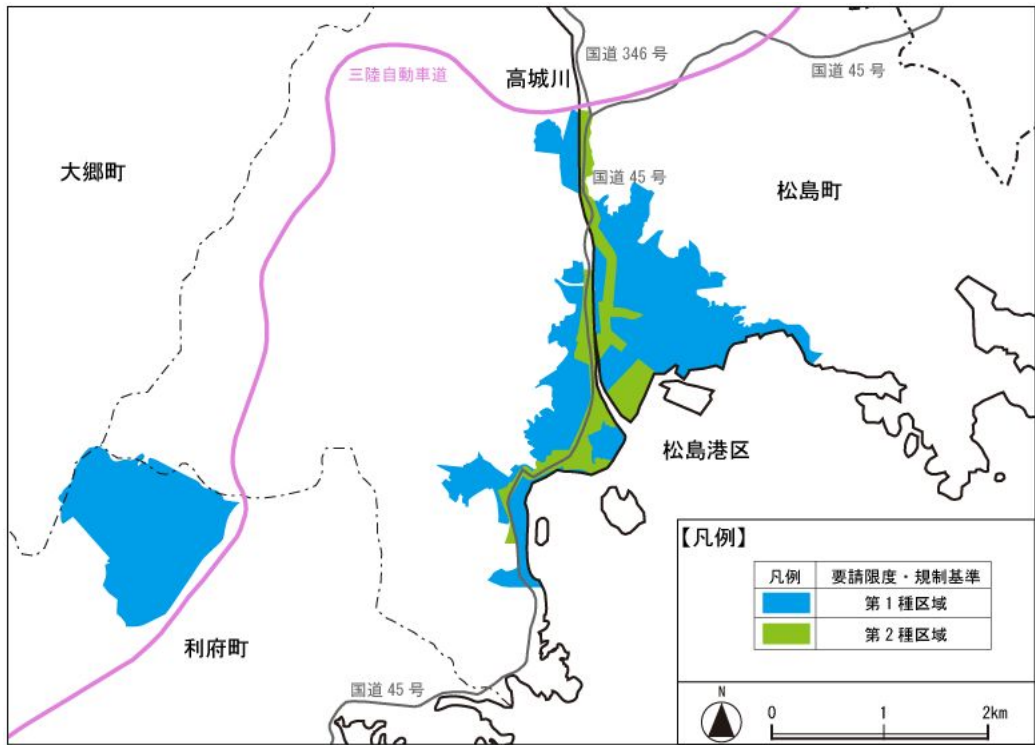 国道 346 号
三陸自動車道
高城川
国道 45 号
大郷町
国道 45 号
松島町
松島港区
【凡例】
凡例 要請限度・規制基準
第1種区域
第2種区域
利府町
国道 45 号
N
0 1 2km